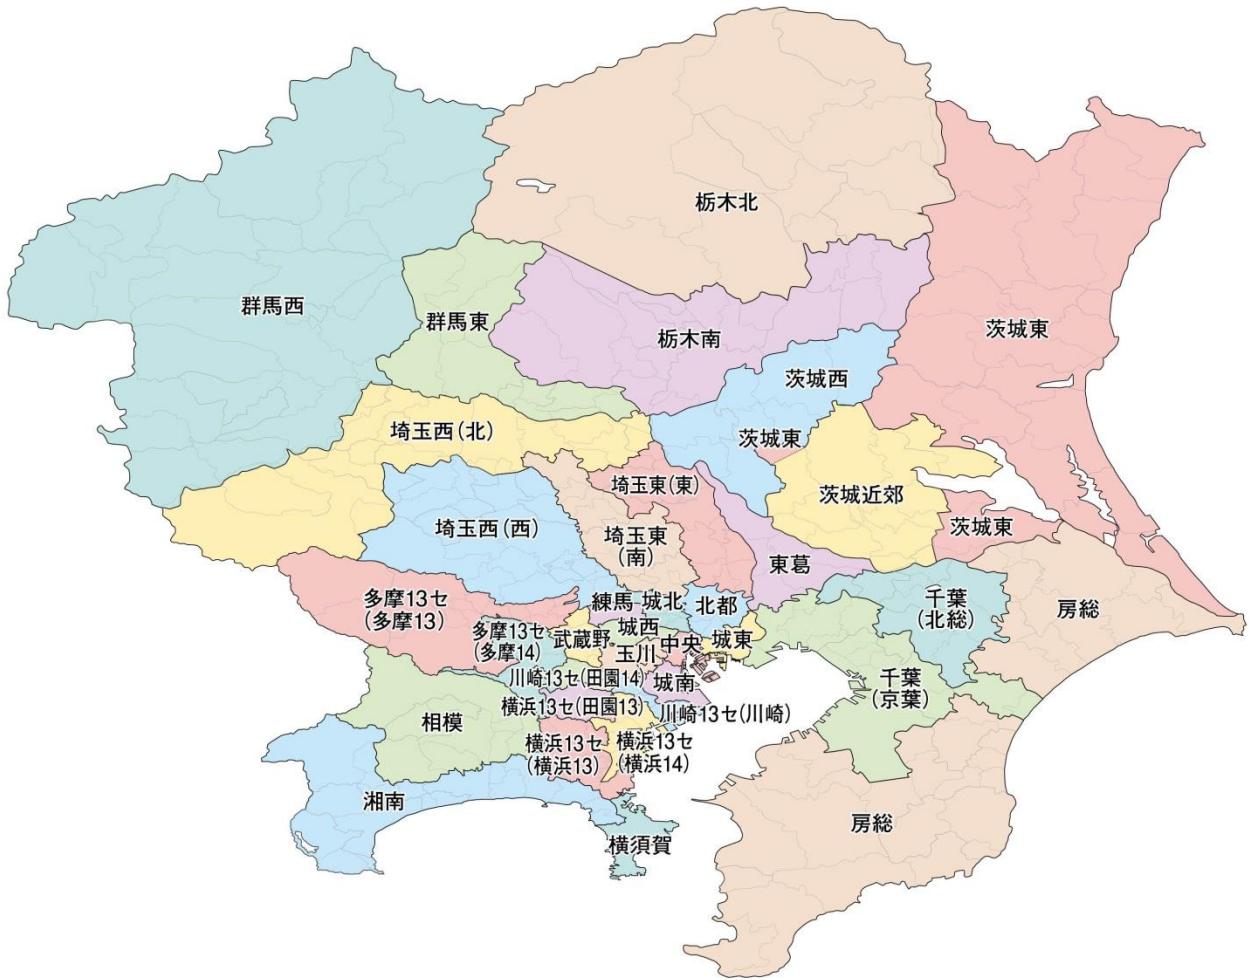 栃木北
群馬西
群馬東
栃木南
茨城東
茨城西
埼玉西(北)
茨城東
埼玉東(東)
茨城近郊
埼玉西(西)
埼玉東
(南)
茨城東
東葛
多摩13セ
(多摩13)
練馬
城北
北都
千葉
(北総)
房総
多摩13セ
(多摩14)
武蔵野
城西
玉川
中央
城東
川崎13セ(田園14)
城南
千葉
(京葉)
横浜13セ(田園13)
川崎13セ(川崎)
相模
横浜13セ
(横浜13)
横浜13セ
(横浜14)
湘南
横須賀
房総